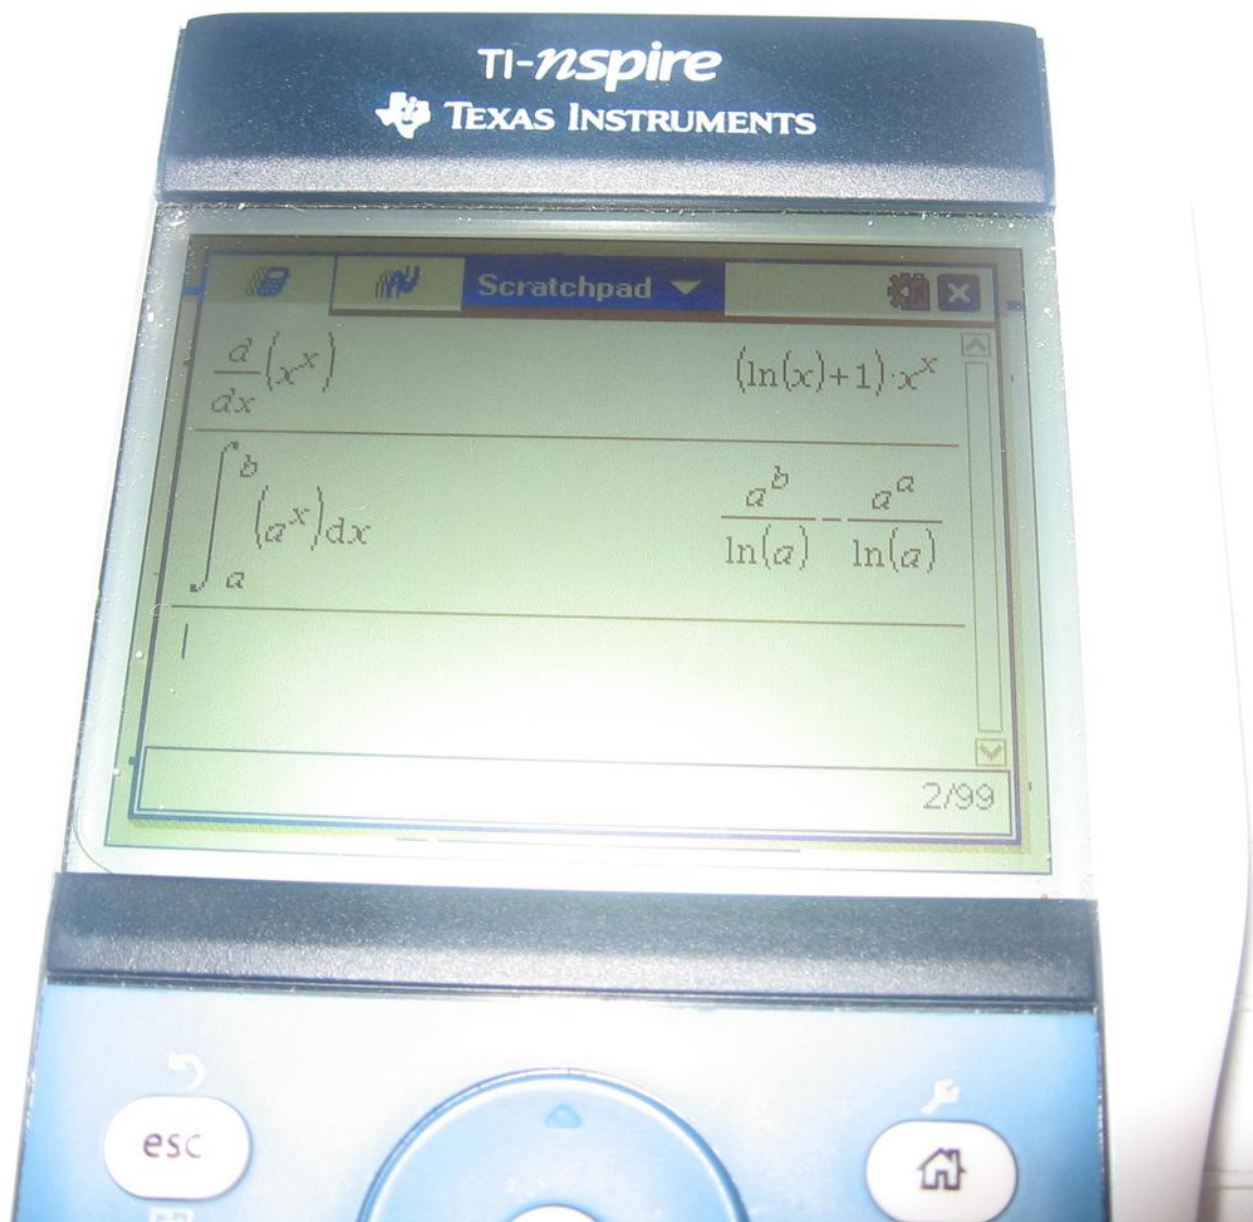 TI-nspire
TEXAS INSTRUMENTS
Scratchpad
d/dx(x^x) (ln(x)+1)·x^x
∫_a^b (a^x)dx a^b/ln(a) - a^a/ln(a)
2/99
esc